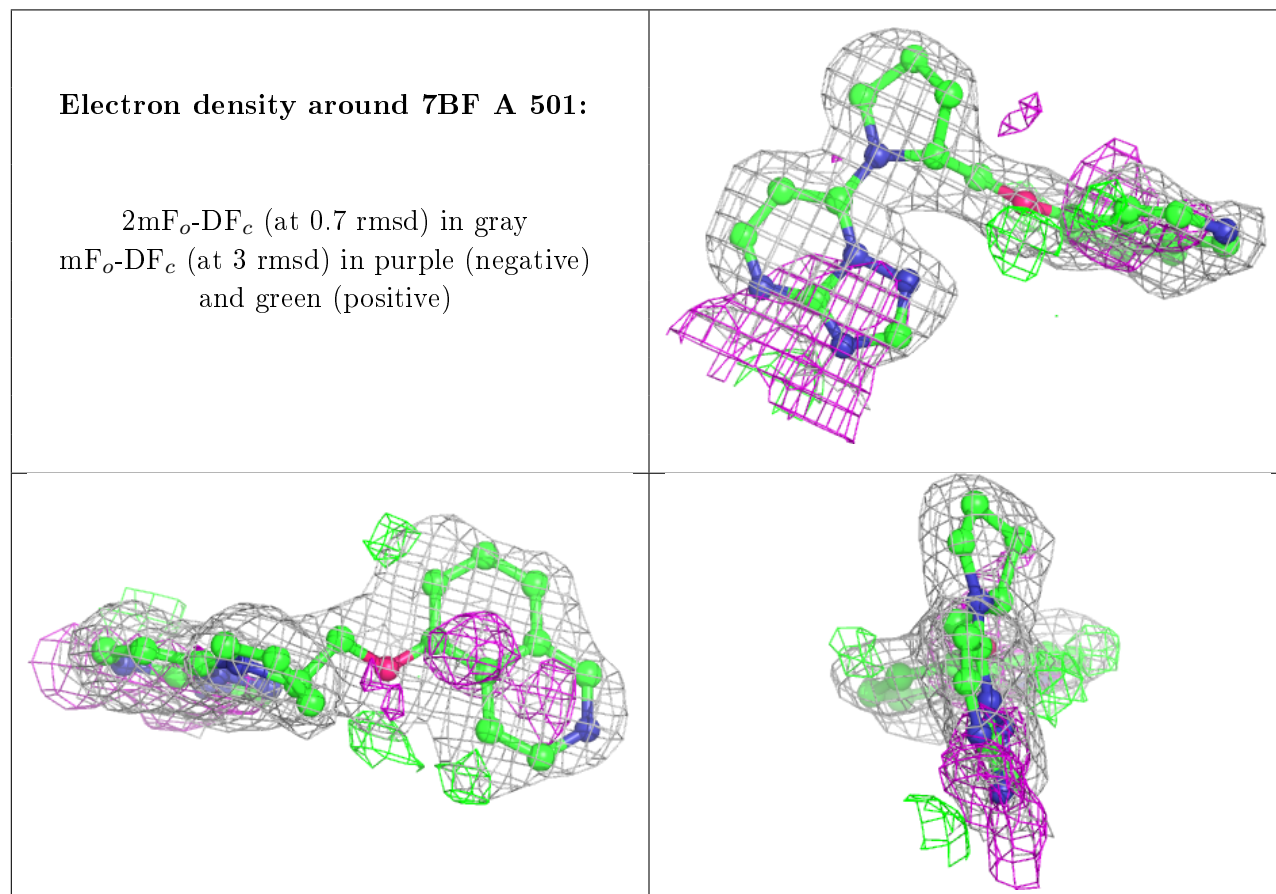 Electron density around 7BF A 501:
2mFo-DFc (at 0.7 rmsd) in gray
mFo-DFc (at 3 rmsd) in purple (negative)
and green (positive)